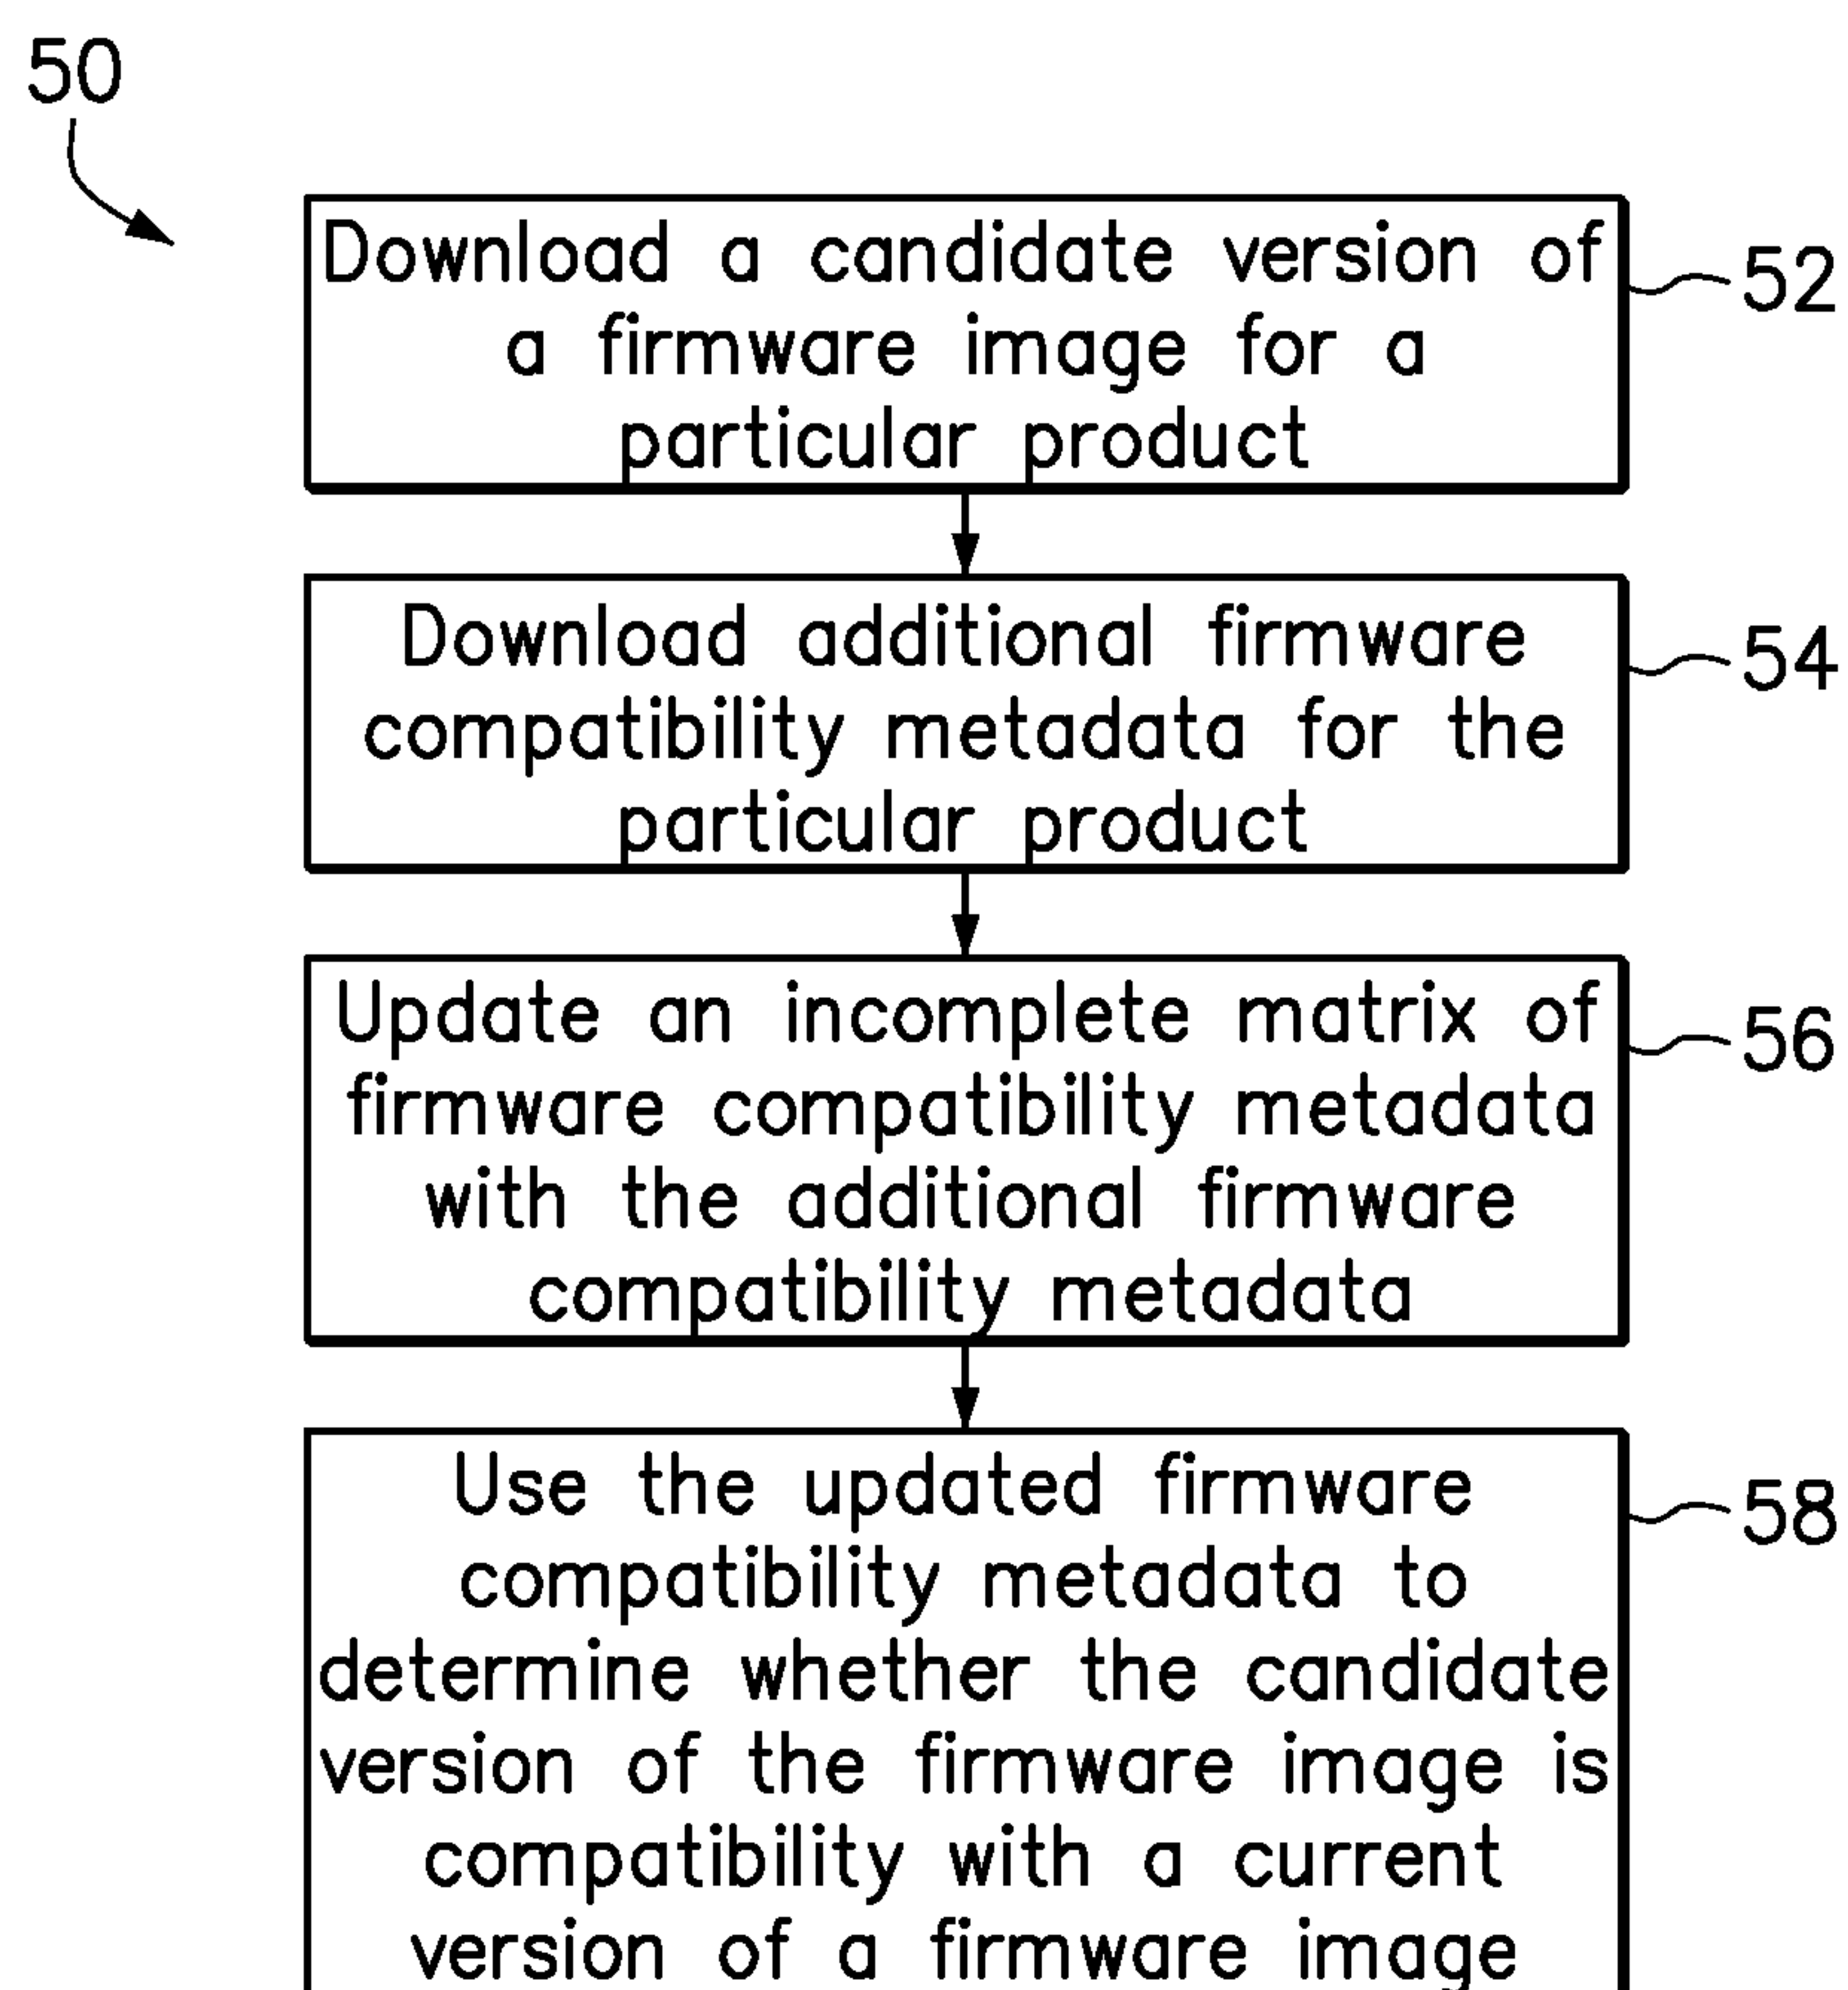 50
Download a candidate version of
a firmware image for a
particular product
52
Download additional firmware
compatibility metadata for the
particular product
54
Update an incomplete matrix of
firmware compatibility metadata
with the additional firmware
compatibility metadata
56
Use the updated firmware
compatibility metadata to
determine whether the candidate
version of the firmware image is
compatibility with a current
version of a firmware image
58